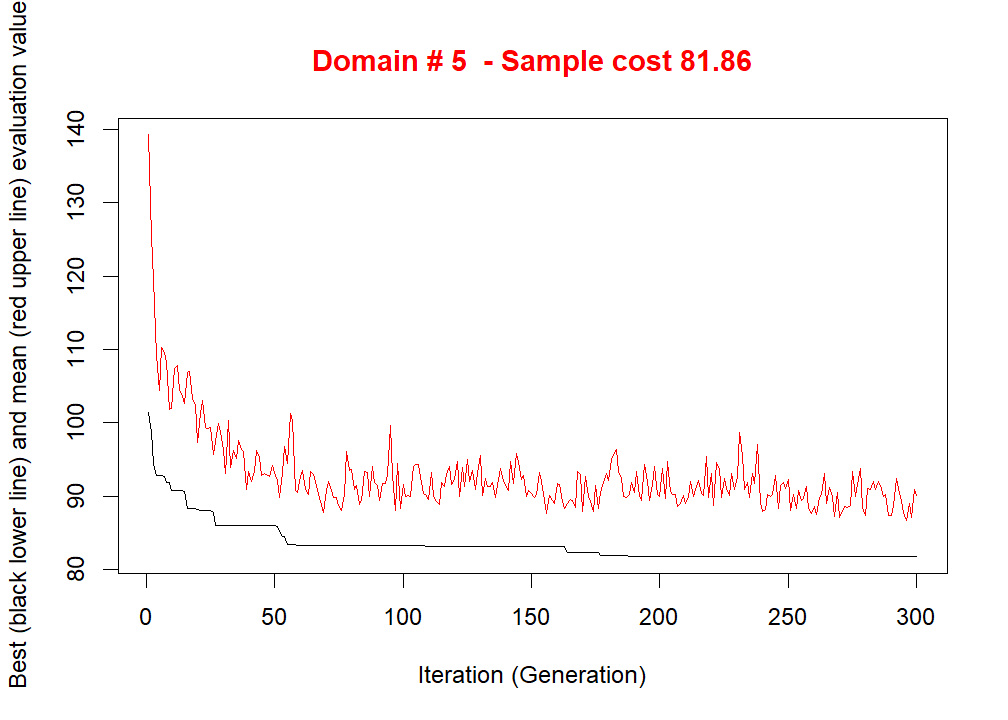 Domain # 5  - Sample cost 81.86
Best (black lower line) and mean (red upper line) evaluation value
140
130
120
110
100
90
80
0 50 100 150 200 250 300
Iteration (Generation)